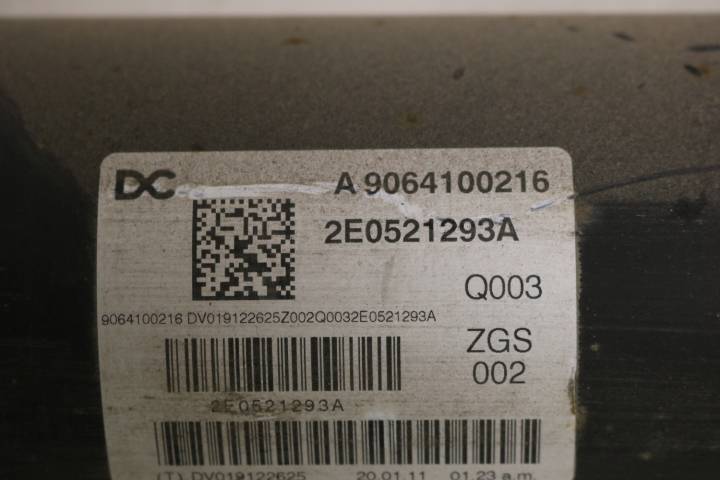 DC A 9064100216
2E0521293A
Q003
9064100216 DV019122625Z002Q0032E0521293A
ZGS
002
2E0521293A
(T) DV019122625 20.01.11 01.23 a.m.